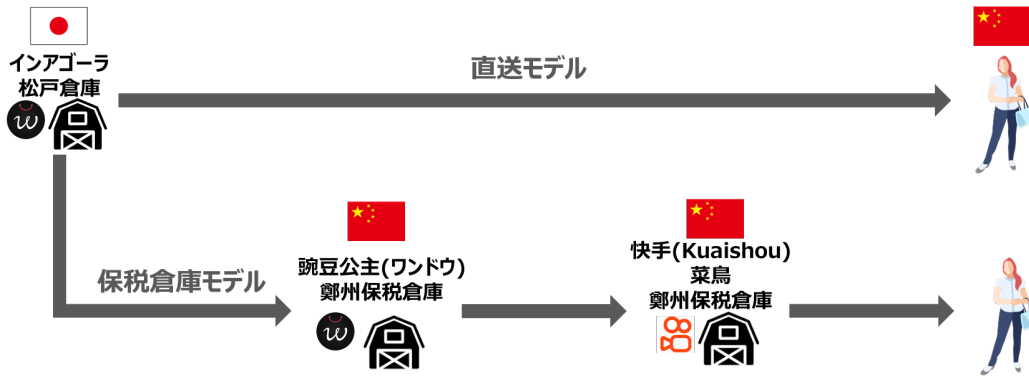 インアゴーラ
松戸倉庫
w
直送モデル
保税倉庫モデル
豌豆公主(ワンドウ)
鄭州保税倉庫
w
快手(Kuaishou)
菜鳥
鄭州保税倉庫